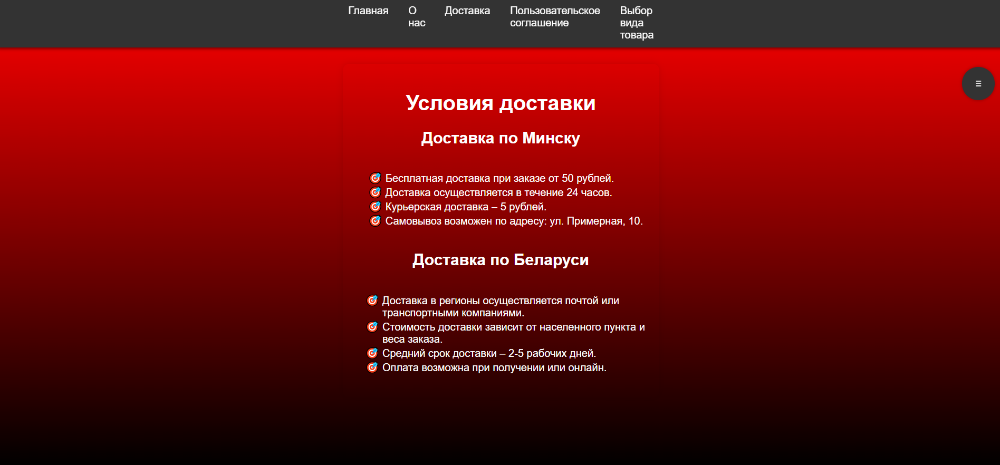 Главная
О нас
Доставка
Пользовательское соглашение
Выбор вида товара
☰
Условия доставки
Доставка по Минску
🎯 Бесплатная доставка при заказе от 50 рублей.
🎯 Доставка осуществляется в течение 24 часов.
🎯 Курьерская доставка – 5 рублей.
🎯 Самовывоз возможен по адресу: ул. Примерная, 10.
Доставка по Беларуси
🎯 Доставка в регионы осуществляется почтой или
транспортными компаниями.
🎯 Стоимость доставки зависит от населенного пункта и
веса заказа.
🎯 Средний срок доставки – 2-5 рабочих дней.
🎯 Оплата возможна при получении или онлайн.